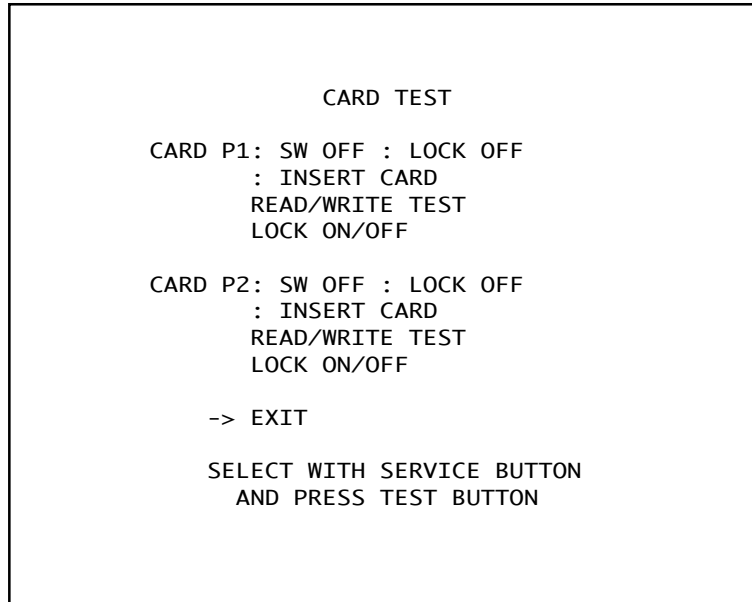 CARD TEST
CARD P1: SW OFF : LOCK OFF
: INSERT CARD
READ/WRITE TEST
LOCK ON/OFF
CARD P2: SW OFF : LOCK OFF
: INSERT CARD
READ/WRITE TEST
LOCK ON/OFF
-> EXIT
SELECT WITH SERVICE BUTTON
AND PRESS TEST BUTTON